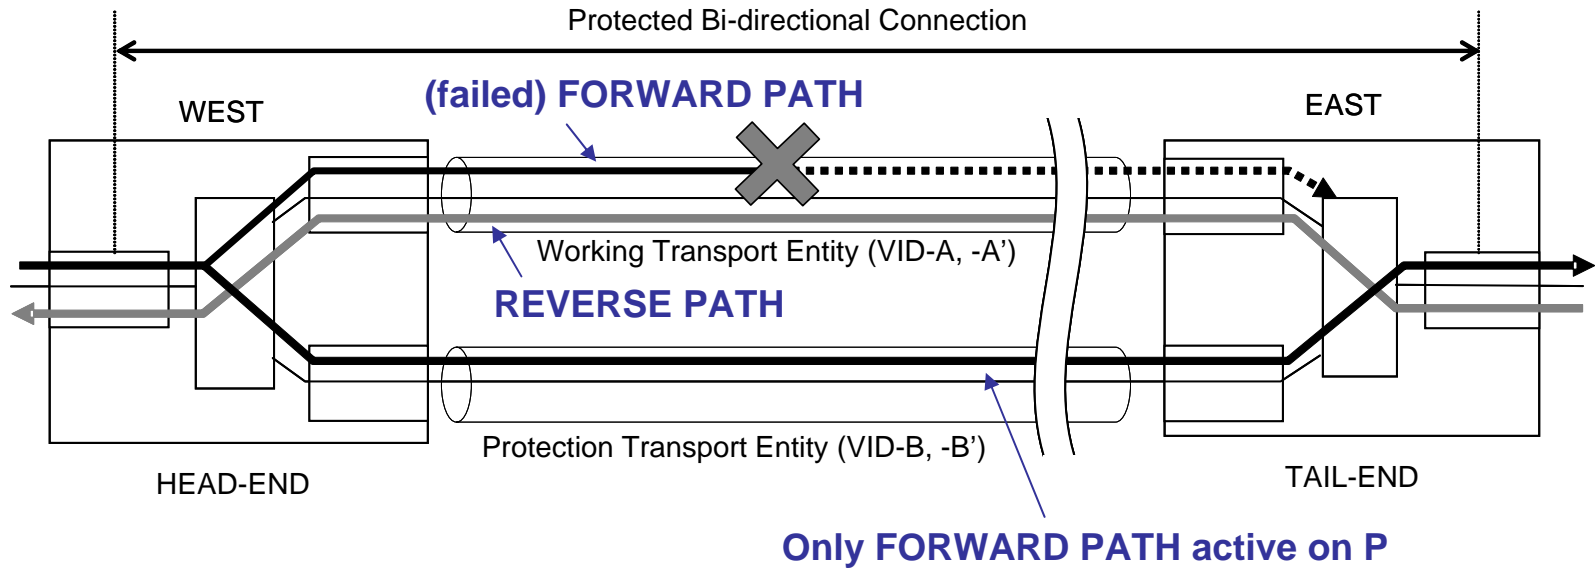 Protected Bi-directional Connection
(failed) FORWARD PATH
WEST
EAST
Working Transport Entity (VID-A, -A’)
REVERSE PATH
Protection Transport Entity (VID-B, -B’)
HEAD-END
TAIL-END
Only FORWARD PATH active on P